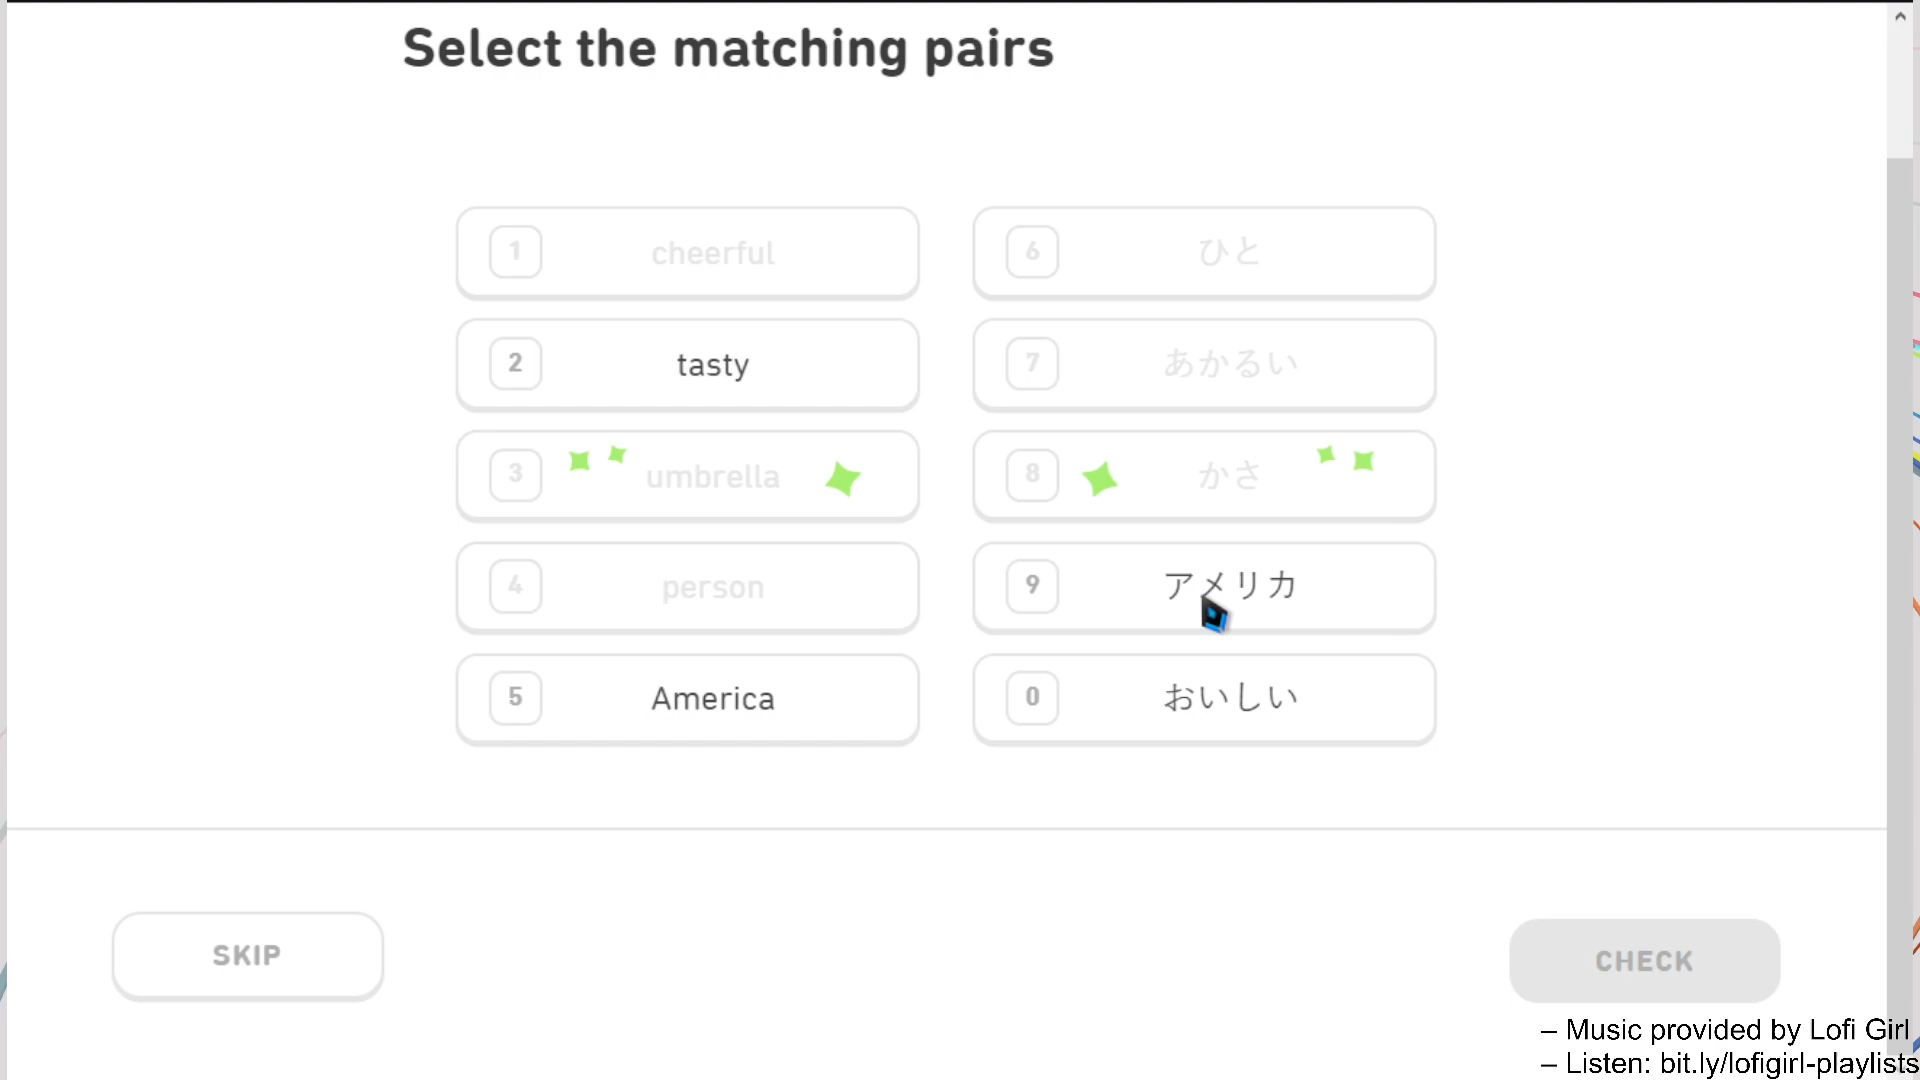 Select the matching pairs
1 cheerful
6 ひと
2 tasty
7 あかるい
3 umbrella
8 かさ
4 person
9 アメリカ
5 America
0 おいしい
SKIP
CHECK
– Music provided by Lofi Girl
– Listen: bit.ly/lofigirl-playlists